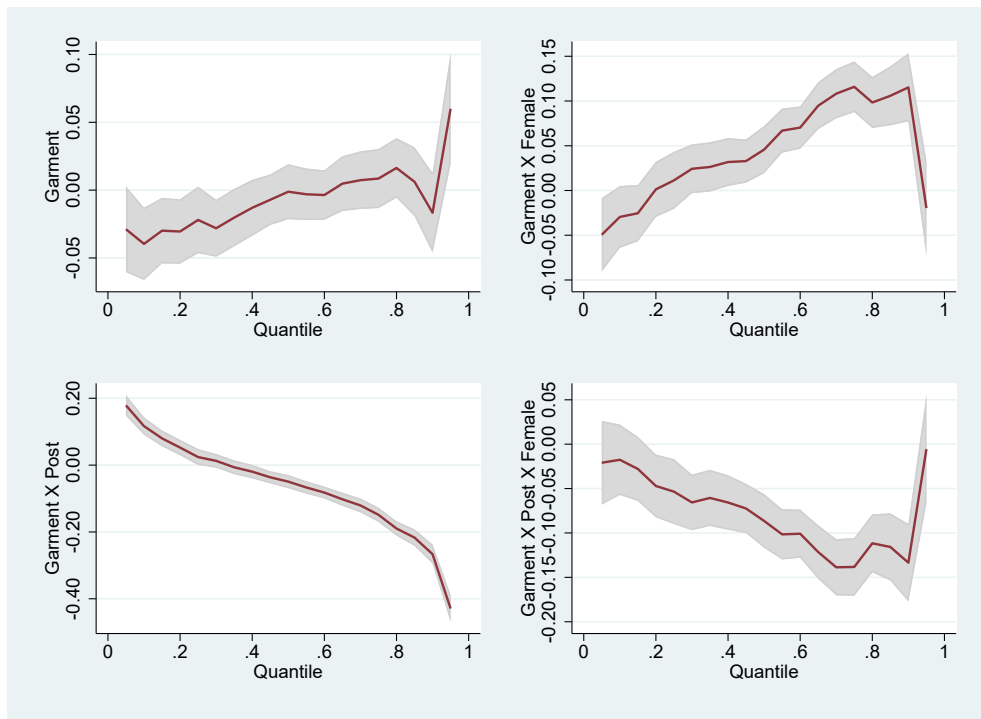 Garment
0.10
0.05
0.00
-0.05
0 .2 .4 .6 .8 1
Quantile
Garment X Female
0.15
0.10
0.05
0.00
-0.05
-0.10
0 .2 .4 .6 .8 1
Quantile
Garment X Post
0.20
0.00
-0.20
-0.40
0 .2 .4 .6 .8 1
Quantile
Garment X Post X Female
0.05
0.00
-0.05
-0.10
-0.15
-0.20
0 .2 .4 .6 .8 1
Quantile